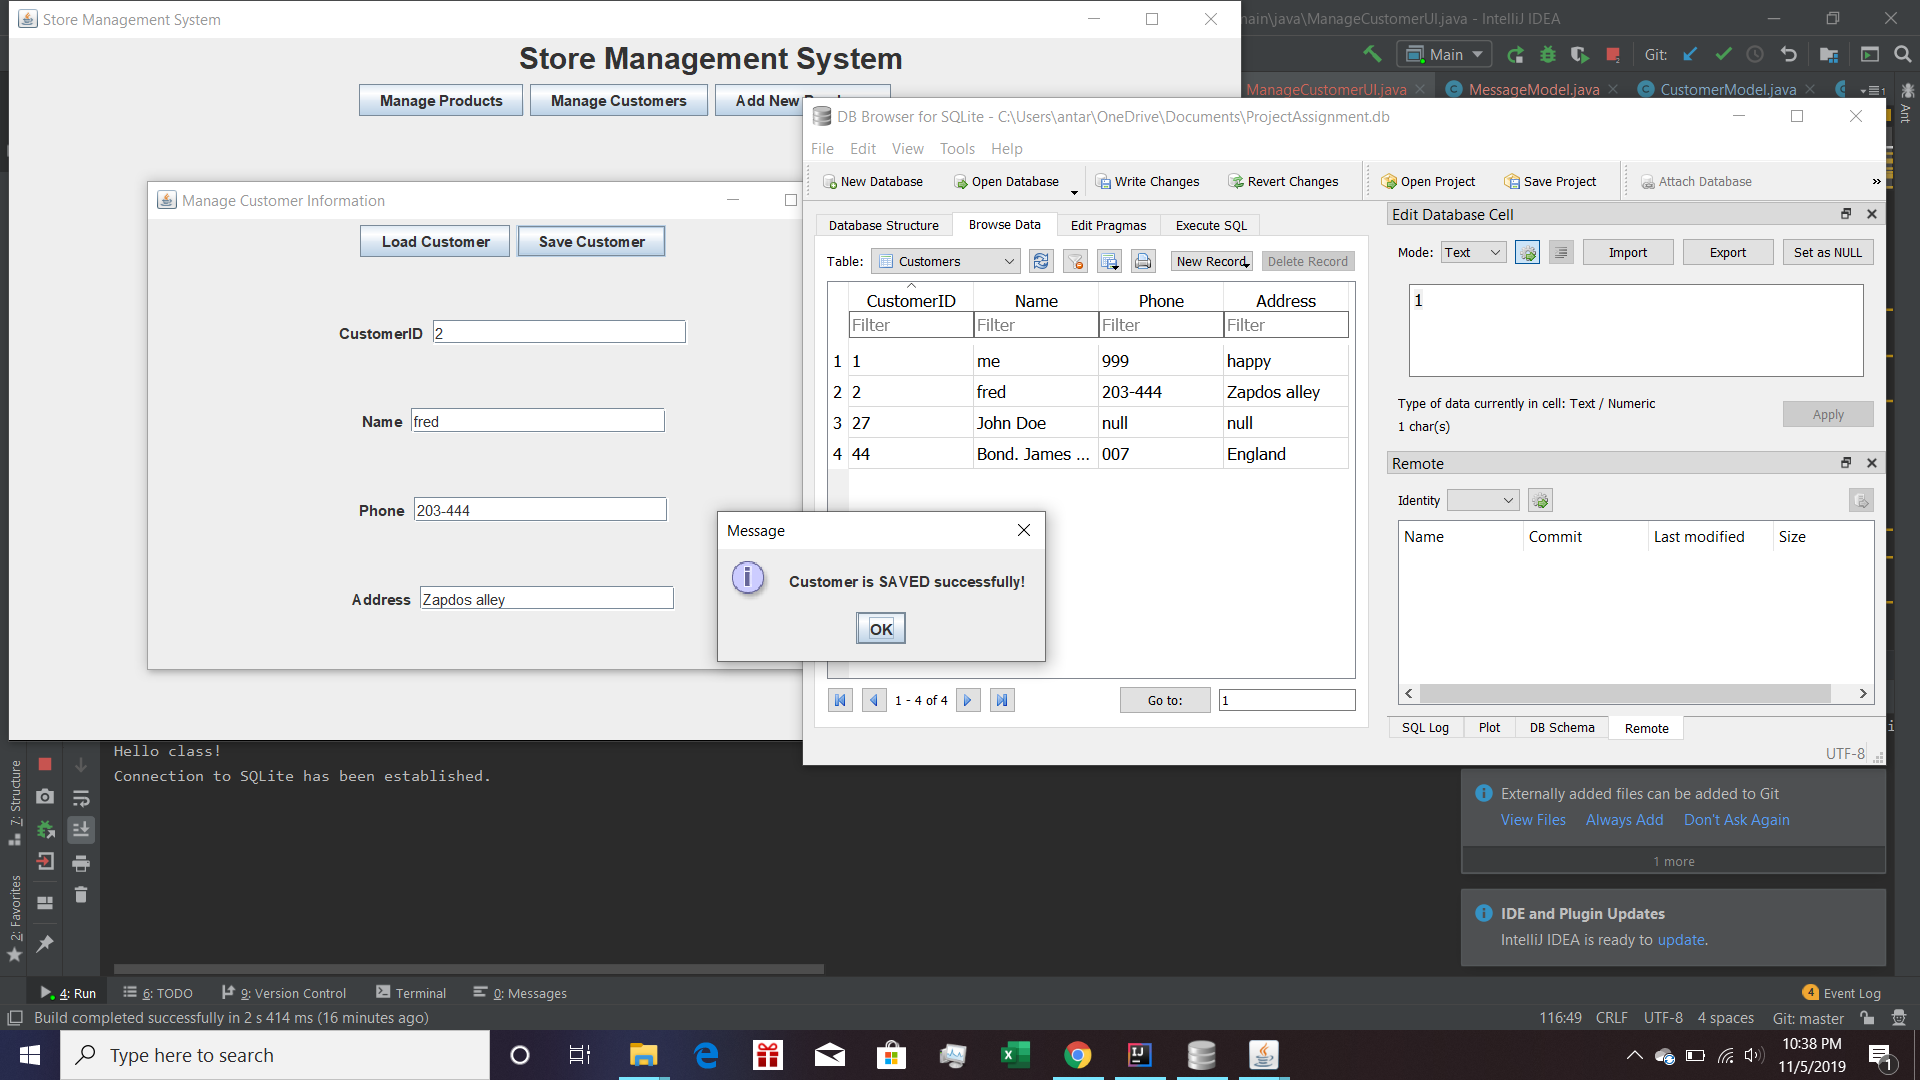 Store Management System
main\java\ManageCustomerUI.java - IntelliJ IDEA
Store Management System
Main
Git:
Manage Products
Manage Customers
Add New
ManageCustomerUI.java
MessageModel.java
CustomerModel.java
Ant
DB Browser for SQLite - C:\Users\antar\OneDrive\Documents\ProjectAssignment.db
File Edit View Tools Help
New Database
Open Database
Write Changes
Revert Changes
Open Project
Save Project
Attach Database
»
Manage Customer Information
Load Customer
Save Customer
CustomerID 2
Name fred
Phone 203-444
Address Zapdos alley
Database Structure
Browse Data
Edit Pragmas
Execute SQL
Table: Customers
New Record
Delete Record
CustomerID Name Phone Address
Filter Filter Filter Filter
1 1 me 999 happy
2 2 fred 203-444 Zapdos alley
3 27 John Doe null null
4 44 Bond. James ... 007 England
1 - 4 of 4
Go to: 1
Edit Database Cell
Mode: Text
Import
Export
Set as NULL
1
Type of data currently in cell: Text / Numeric
1 char(s)
Apply
Remote
Identity
Name Commit Last modified Size
SQL Log
Plot
DB Schema
Remote
UTF-8
Message
Customer is SAVED successfully!
OK
Hello class!
Connection to SQLite has been established.
7: Structure
2: Favorites
Externally added files can be added to Git
View Files Always Add Don't Ask Again
1 more
IDE and Plugin Updates
IntelliJ IDEA is ready to update.
4: Run
6: TODO
9: Version Control
Terminal
0: Messages
4 Event Log
Build completed successfully in 2 s 414 ms (16 minutes ago)
116:49 CRLF UTF-8 4 spaces Git: master
Type here to search
10:38 PM
11/5/2019
1